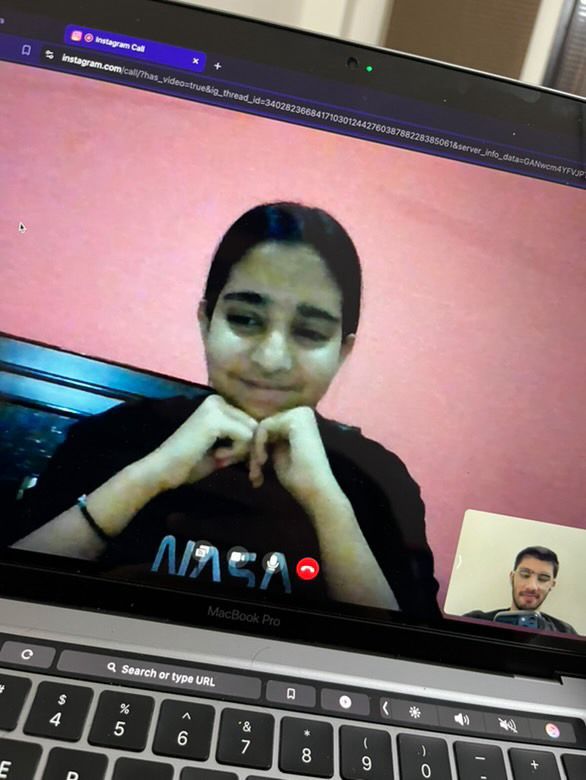 Instagram Call
instagram.com/call/?has_video=true&ig_thread_id=340282366841710301244276038788228385061&server_info_data=GANwcm4YFVJP
NASA
MacBook Pro
Search or type URL
# $ % ^ & * ( ) — +
4 5 6 7 8 9 0 -
E R